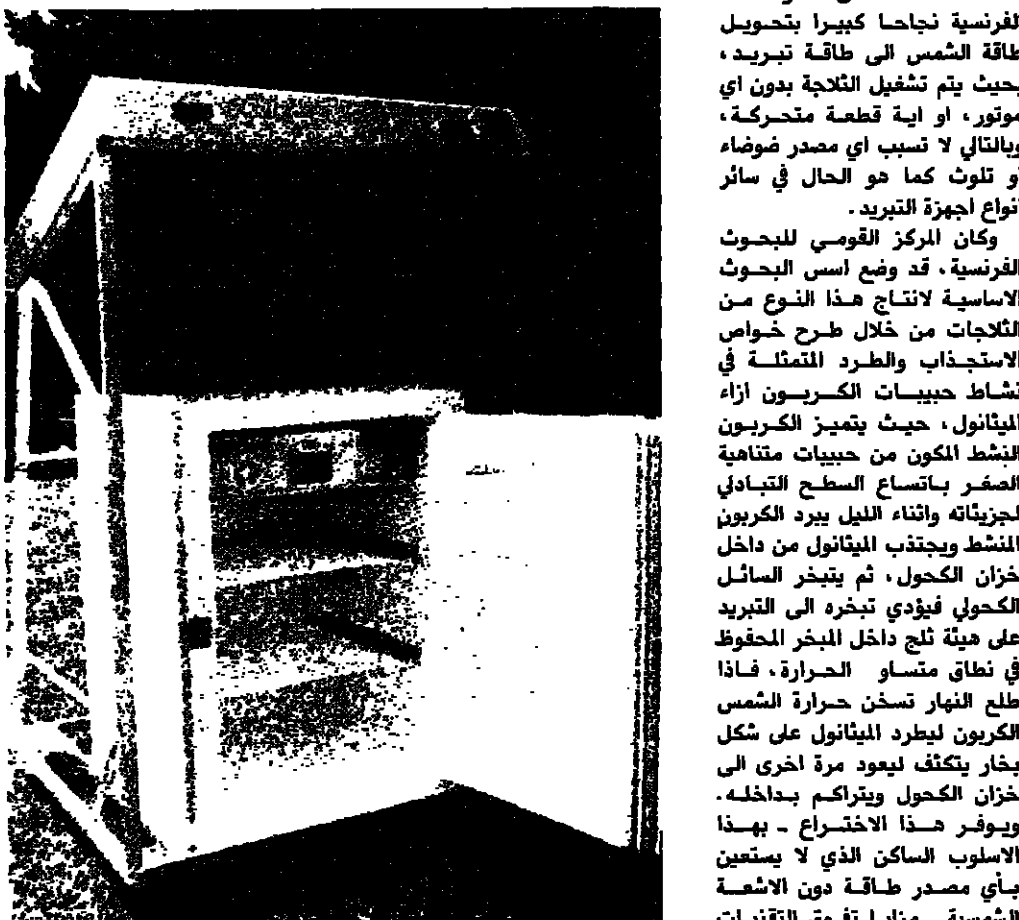 لفرنسية نجاحا كبيرا بتحويل
طاقة الشمس الى طاقة تبريد،
بحيث يتم تشغيل الثلاجة بدون اي
موتور، او اية قطعة متحركة،
وبالتالي لا تسبب اي مصدر ضوضاء
و تلوث كما هو الحال في سائر
نواع اجهزة التبريد.
وكان المركز القومي للبحوث
الفرنسية، قد وضع اسس البحوث
الاساسية لانتاج هذا النوع من
الثلاجات من خلال طرح خواص
الاستجذاب والطرد المتمثلة في
نشاط حبيبات الكربون ازاء
الميثانول، حيث يتميز الكربون
النشط المكون من حبيبات متناهية
الصغر باتساع السطح التبادلي
لجزيئاته واثناء الليل يبرد الكربون
المنشط ويجتذب الميثانول من داخل
خزان الكحول، ثم يتبخر السائل
الكحولي فيؤدي تبخره الى التبريد
على هيئة ثلج داخل المبخر المحفوظ
في نطاق متساو الحرارة، فاذا
طلع النهار تسخن حرارة الشمس
الكربون ليطرد الميثانول على شكل
بخار يتكثف ليعود مرة اخرى الى
خزان الكحول ويتراكم بداخله.
ويوفر هذا الاختراع - بهذا
الاسلوب الساكن الذي لا يستعين
بأي مصدر طاقة دون الاشعة
الشمسية - مزايا تفوق التقنيات